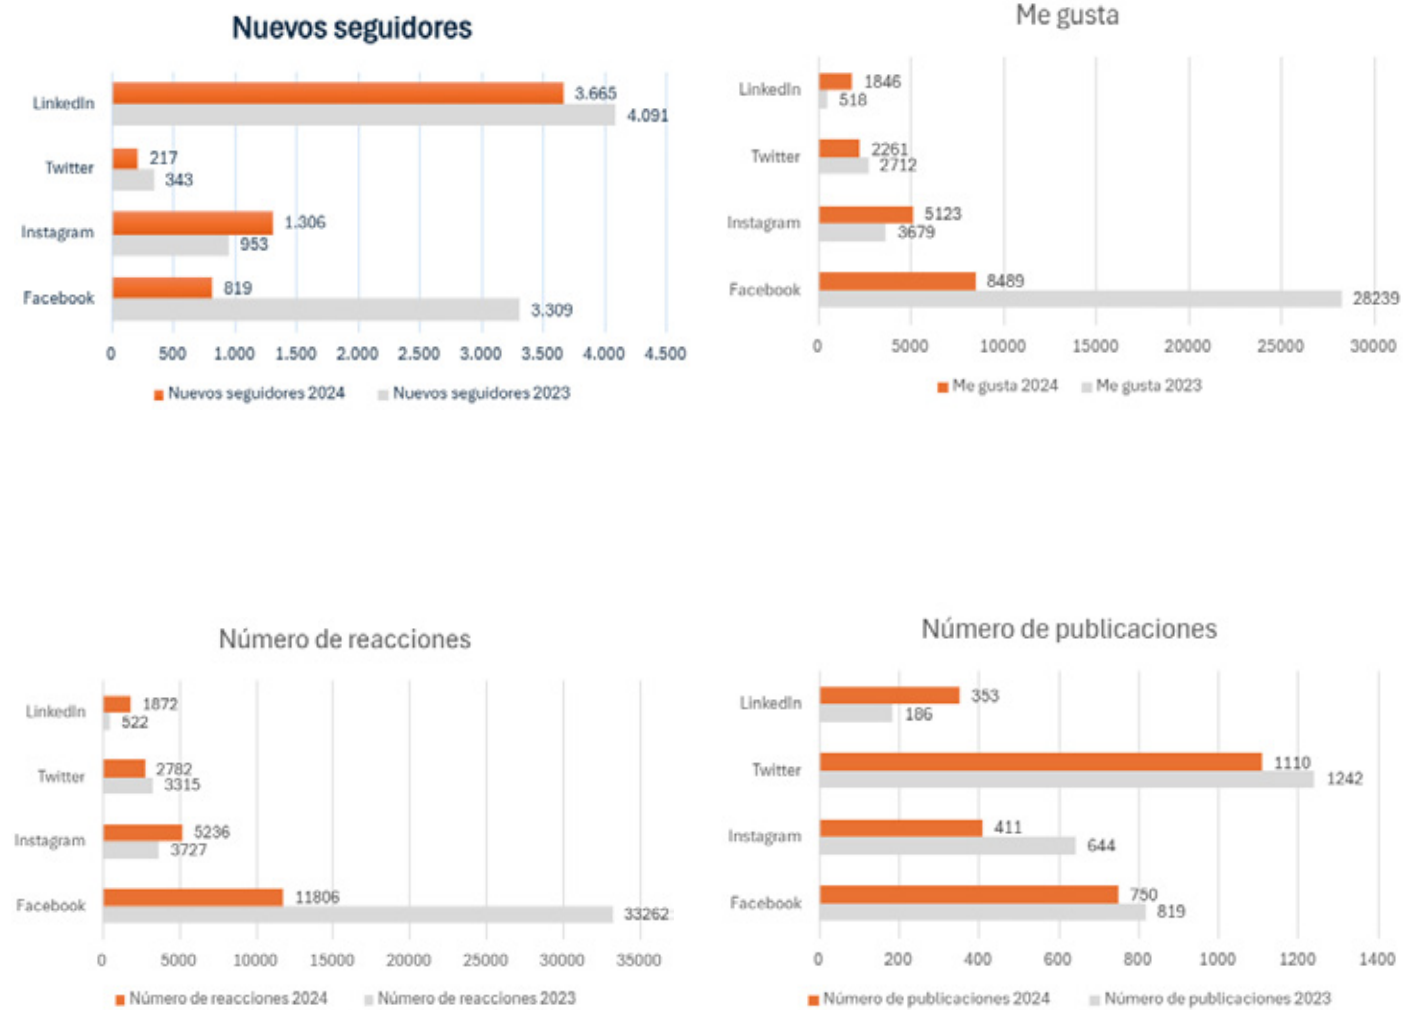 Nuevos seguidores
LinkedIn
3.665
4.091
Twitter
217
343
Instagram
1.306
953
Facebook
819
3.309
0 500 1.000 1.500 2.000 2.500 3.000 3.500 4.000 4.500
Nuevos seguidores 2024 Nuevos seguidores 2023
Me gusta
LinkedIn
1846
518
Twitter
2261
2712
Instagram
5123
3679
Facebook
8489
28239
0 5000 10000 15000 20000 25000 30000
Me gusta 2024 Me gusta 2023
Número de reacciones
LinkedIn
1872
522
Twitter
2782
3315
Instagram
5236
3727
Facebook
11806
33262
0 5000 10000 15000 20000 25000 30000 35000
Número de reacciones 2024 Número de reacciones 2023
Número de publicaciones
LinkedIn
353
186
Twitter
1110
1242
Instagram
411
644
Facebook
750
819
0 200 400 600 800 1000 1200 1400
Número de publicaciones 2024 Número de publicaciones 2023